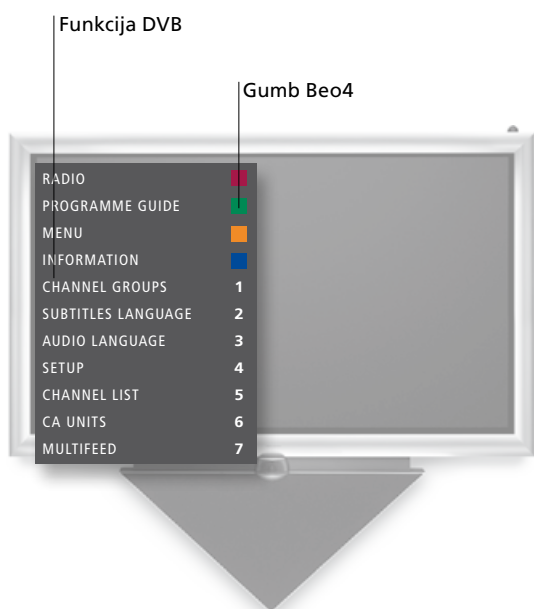 Funkcija DVB
Gumb Beo4
RADIO
PROGRAMME GUIDE
MENU
INFORMATION
CHANNEL GROUPS 1
SUBTITLES LANGUAGE 2
AUDIO LANGUAGE 3
SETUP 4
CHANNEL LIST 5
CA UNITS 6
MULTIFEED 7